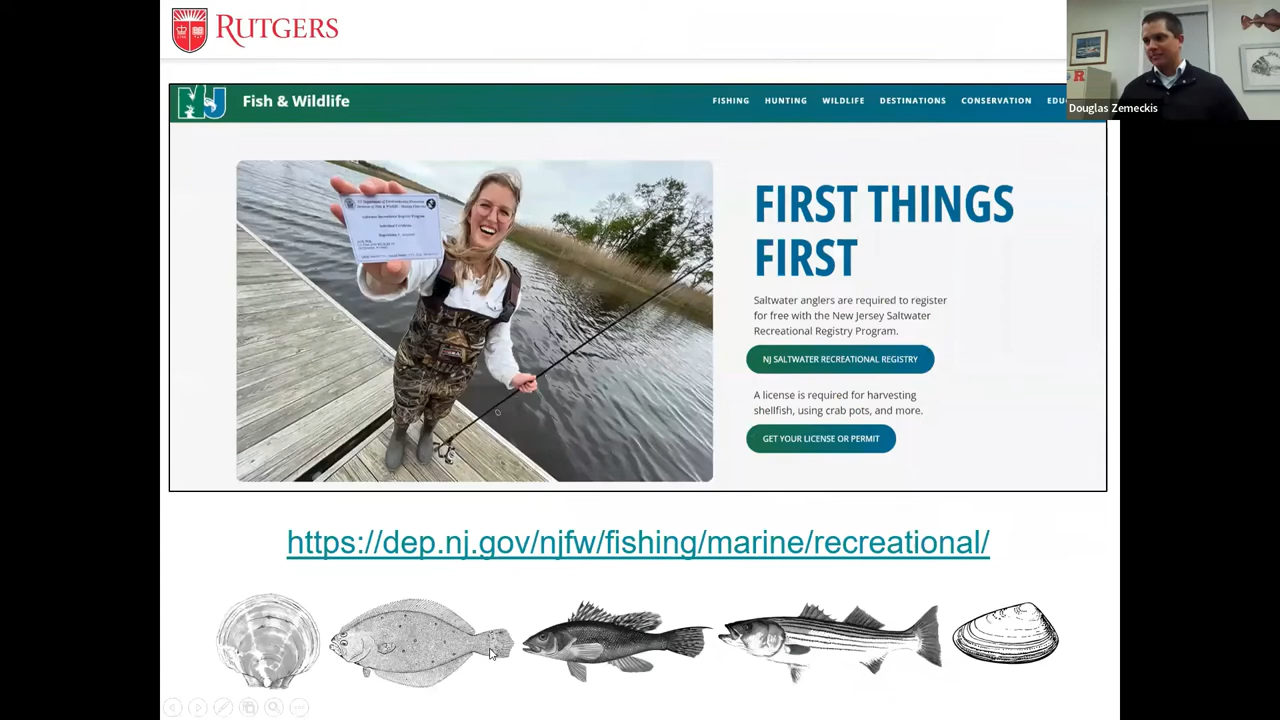 RUTGERS
NJ Fish & Wildlife
FISHING HUNTING WILDLIFE DESTINATIONS CONSERVATION
Douglas Zemeckis
FIRST THINGS
FIRST
Saltwater anglers are required to register
for free with the New Jersey Saltwater
Recreational Registry Program.
NJ SALTWATER RECREATIONAL REGISTRY
A license is required for harvesting
shellfish, using crab pots, and more.
GET YOUR LICENSE OR PERMIT
https://dep.nj.gov/njfw/fishing/marine/recreational/